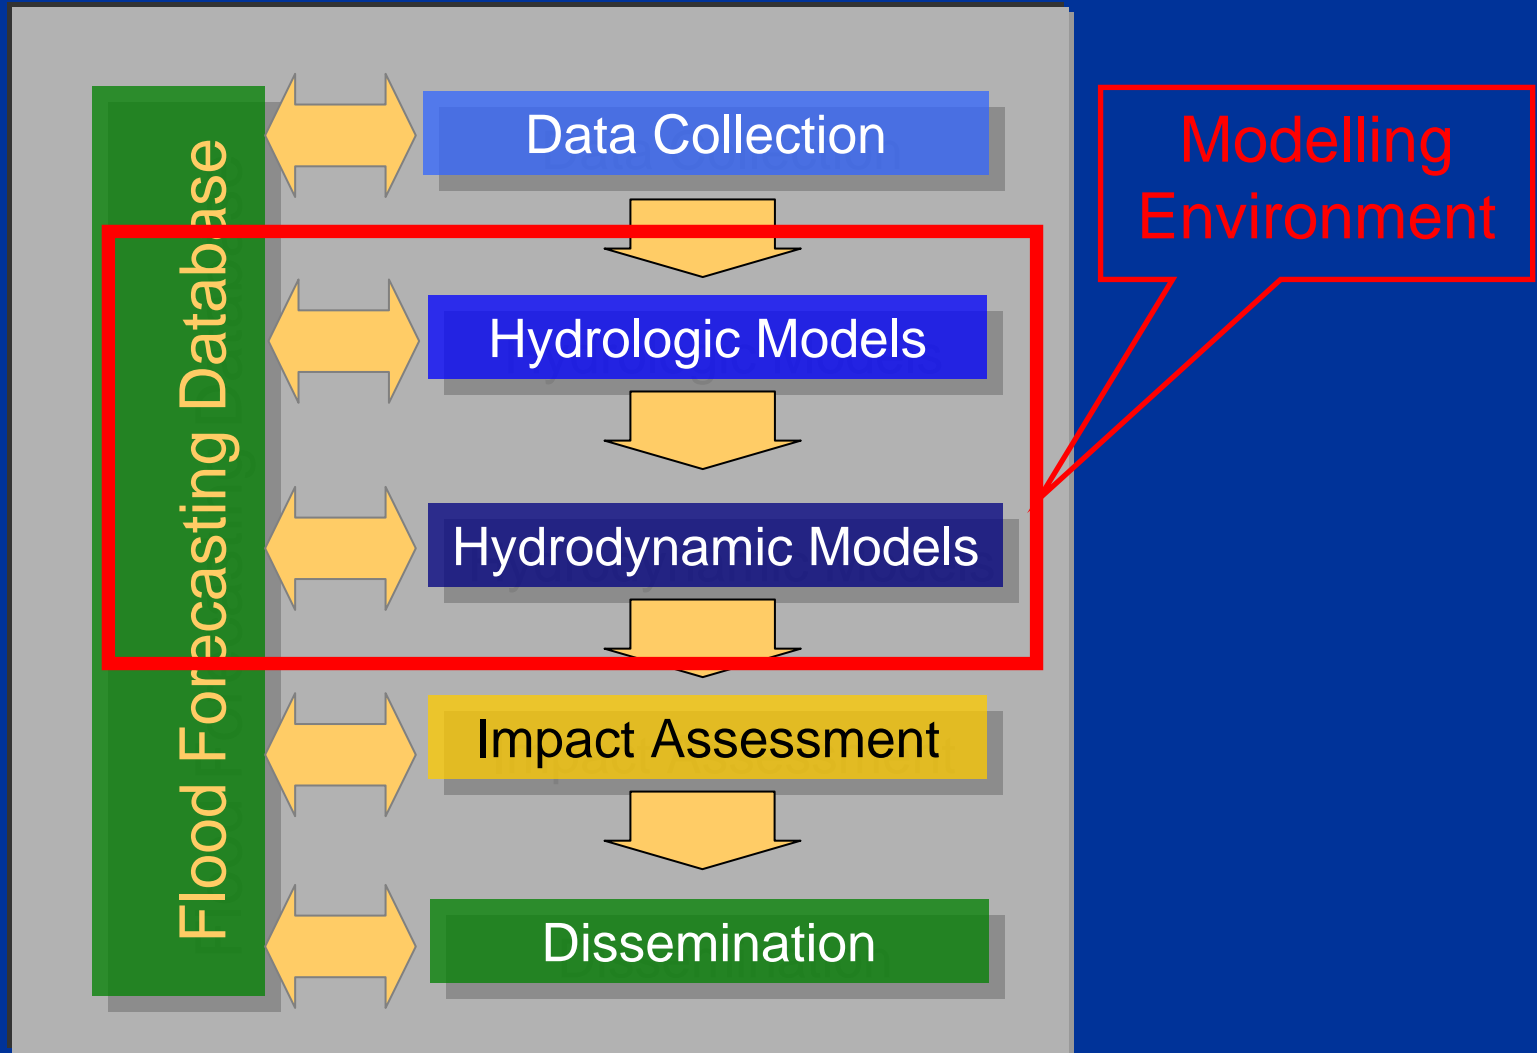 Flood Forecasting Database
Data Collection
Hydrologic Models
Hydrodynamic Models
Impact Assessment
Dissemination
Modelling
Environment